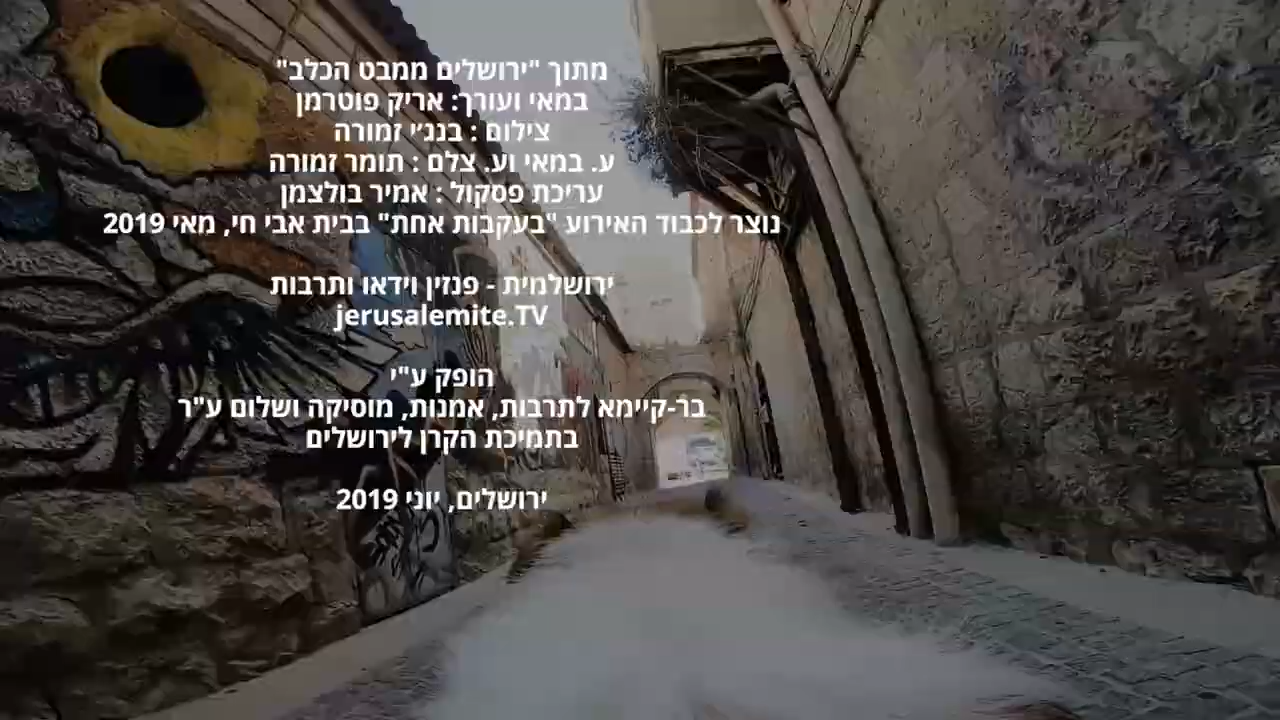 מתוך "ירושלים ממבט הכלב"
במאי ועורך: אריק פוטרמן
צילום : בנג׳י זמורה
ע. במאי וע. צלם : תומר זמורה
עריכת פסקול : אמיר בולצמן
נוצר לכבוד האירוע "בעקבות אחת" בבית אבי חי, מאי 2019
ירושלמית - פנזין וידאו ותרבות
jerusalemite.TV
הופק ע"י
בר-קיימא לתרבות, אמנות, מוסיקה ושלום ע"ר
בתמיכת הקרן לירושלים
ירושלים, יוני 2019